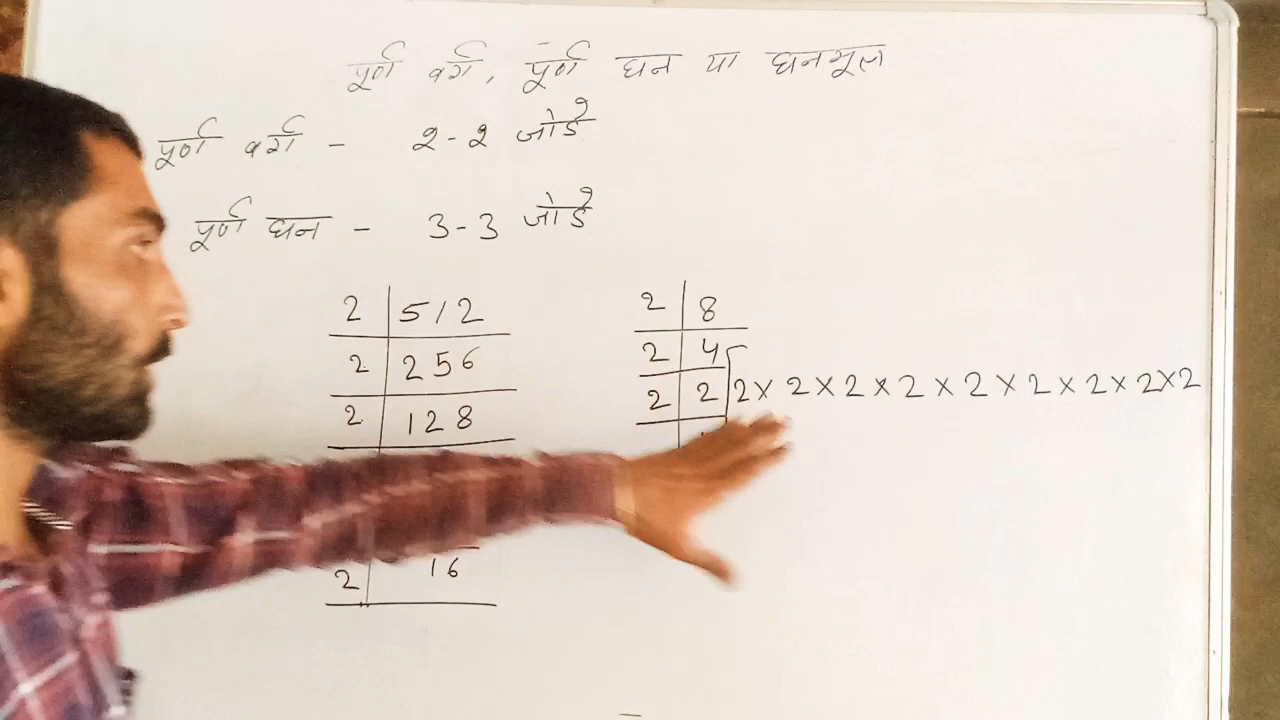 पूर्ण वर्ग, पूर्ण घन या घनमूल
पूर्ण वर्ग - 2-2 जोडे
पूर्ण घन - 3-3 जोडे
2 | 512
2 | 256
2 | 128
2 | 16
2 | 8
2 | 4
2 | 2
2 × 2 × 2 × 2 × 2 × 2 × 2 × 2 × 2